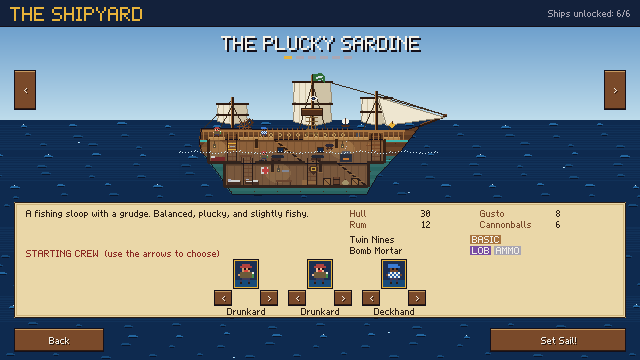 THE SHIPYARD
Ships unlocked: 6/6
THE PLUCKY SARDINE
<
>
A fishing sloop with a grudge. Balanced, plucky, and slightly fishy.
Hull 30 Gusto 8
Rum 12 Cannonballs 6
Twin Nines BASIC
Bomb Mortar LOB AMMO
STARTING CREW (use the arrows to choose)
< > < > < >
Drunkard Drunkard Deckhand
Back Set Sail!